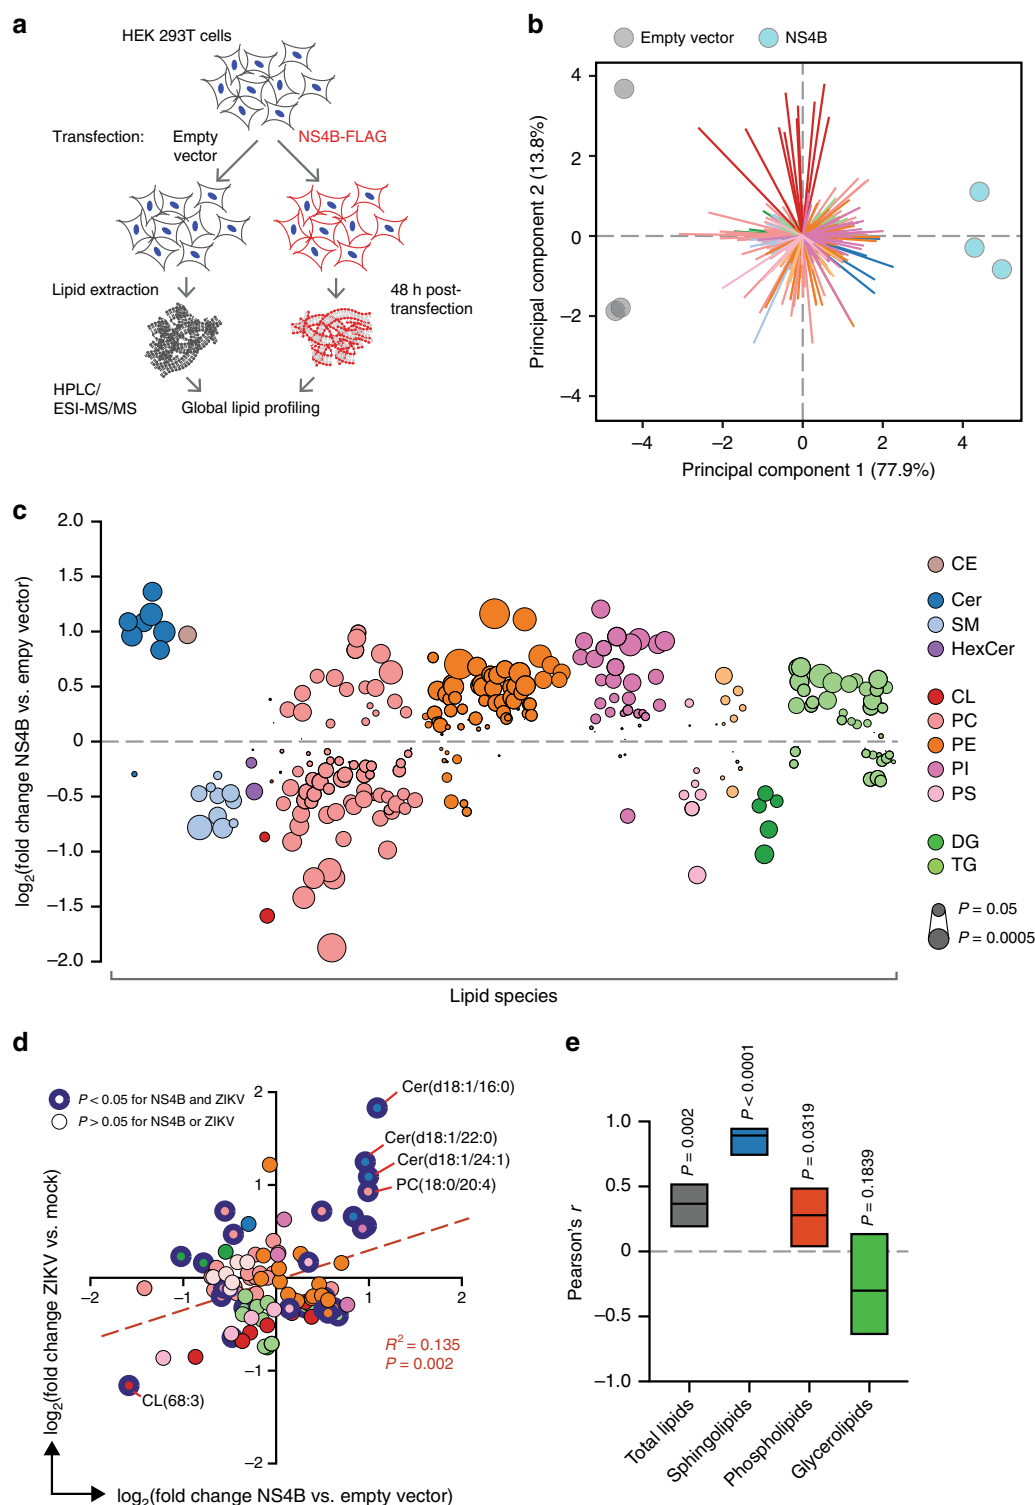 a
HEK 293T cells
Transfection:
Empty
vector
NS4B-FLAG
Lipid extraction
48 h post-
transfection
HPLC/
ESI-MS/MS
Global lipid profiling
b
Empty vector
NS4B
Principal component 2 (13.8%)
4
2
0
−2
−4
−4
−2
0
2
4
Principal component 1 (77.9%)
c
log2(fold change NS4B vs. empy vector)
2.0
1.5
1.0
0.5
0
−0.5
−1.0
−1.5
−2.0
Lipid species
CE
Cer
SM
HexCer
CL
PC
PE
PI
PS
DG
TG
P = 0.05
P = 0.0005
d
P < 0.05 for NS4B and ZIKV
P > 0.05 for NS4B or ZIKV
log2(fold change ZIKV vs. mock)
2
1
−1
−2
−2
−1
1
2
Cer(d18:1/16:0)
Cer(d18:1/22:0)
Cer(d18:1/24:1)
PC(18:0/20:4)
R2 = 0.135
P = 0.002
CL(68:3)
log2(fold change NS4B vs. empty vector)
e
Pearson's r
1.0
0.5
0
−0.5
−1.0
P = 0.002
P < 0.0001
P = 0.0319
P = 0.1839
Total lipids
Sphingolipids
Phospholipids
Glycerolipids